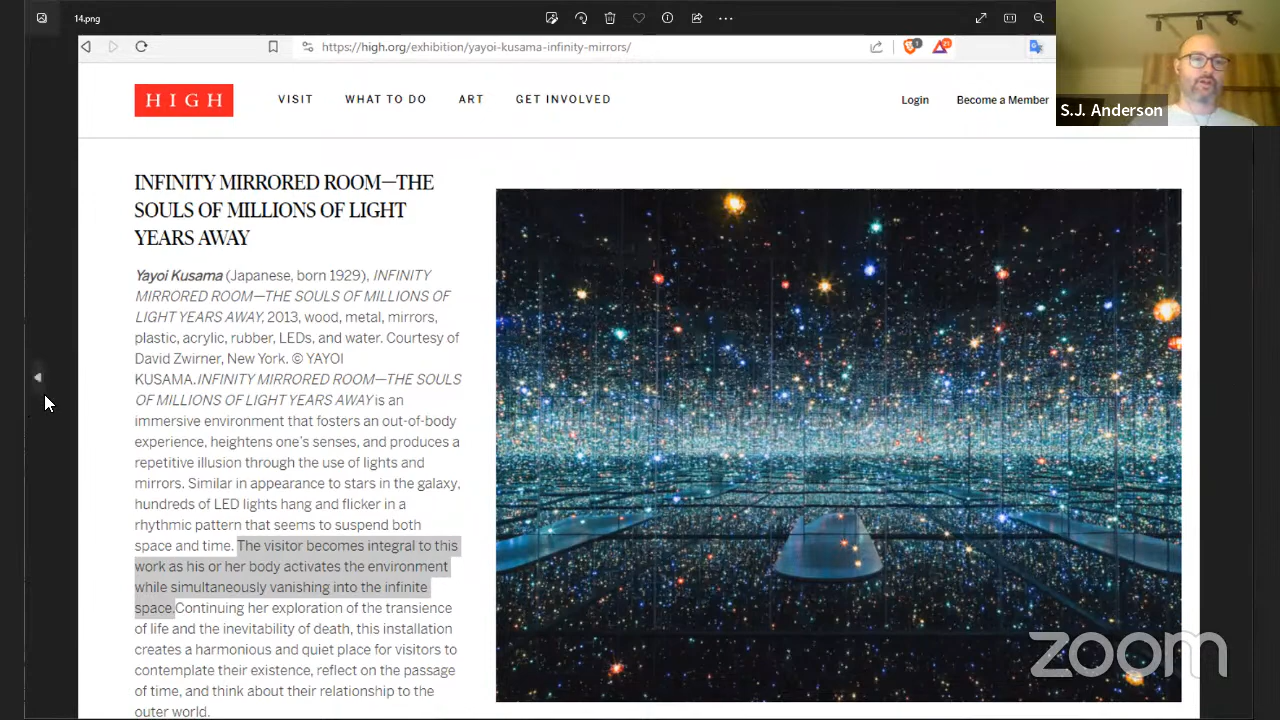 14.png
https://high.org/exhibition/yayoi-kusama-infinity-mirrors/
HIGH
VISIT
WHAT TO DO
ART
GET INVOLVED
Login
Become a Member
S.J. Anderson
INFINITY MIRRORED ROOM—THE
SOULS OF MILLIONS OF LIGHT
YEARS AWAY
Yayoi Kusama (Japanese, born 1929), INFINITY
MIRRORED ROOM—THE SOULS OF MILLIONS OF
LIGHT YEARS AWAY, 2013, wood, metal, mirrors,
plastic, acrylic, rubber, LEDs, and water. Courtesy of
David Zwirner, New York. © YAYOI
KUSAMA.INFINITY MIRRORED ROOM—THE SOULS
OF MILLIONS OF LIGHT YEARS AWAY is an
immersive environment that fosters an out-of-body
experience, heightens one's senses, and produces a
repetitive illusion through the use of lights and
mirrors. Similar in appearance to stars in the galaxy,
hundreds of LED lights hang and flicker in a
rhythmic pattern that seems to suspend both
space and time. The visitor becomes integral to this
work as his or her body activates the environment
while simultaneously vanishing into the infinite
space.Continuing her exploration of the transience
of life and the inevitability of death, this installation
creates a harmonious and quiet place for visitors to
contemplate their existence, reflect on the passage
of time, and think about their relationship to the
outer world.
zoom